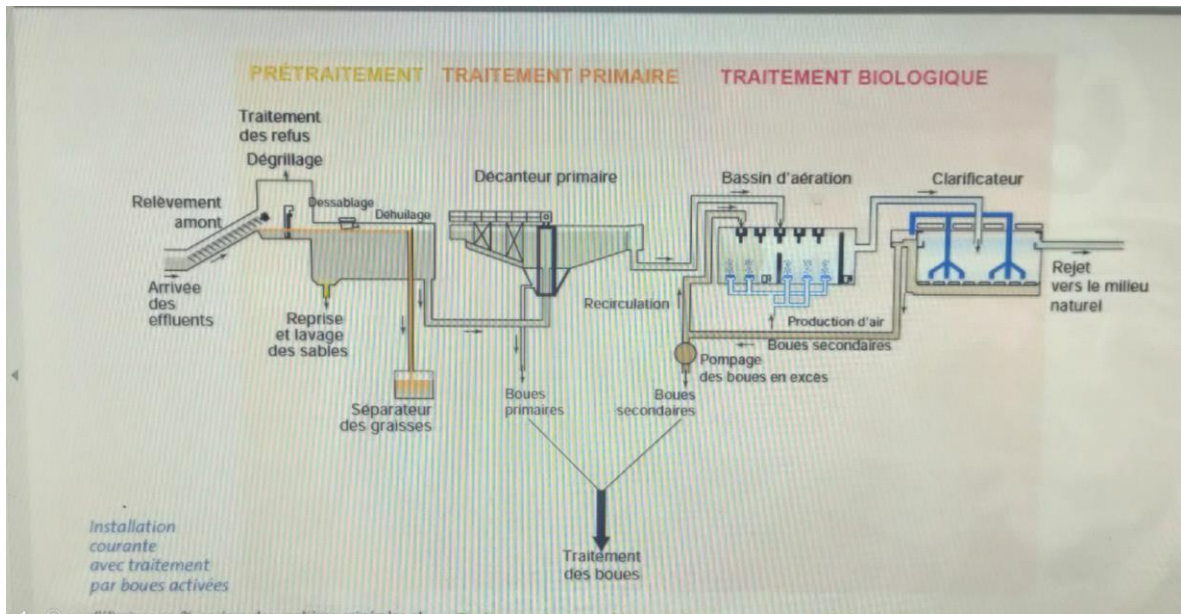 PRÉTRAITEMENT TRAITEMENT PRIMAIRE TRAITEMENT BIOLOGIQUE
Traitement
des refus
Dégrillage
Relèvement
amont
Dessablage
Déhuilage
Arrivée
des
effluents
Reprise
et lavage
des sables
Séparateur
des graisses
Décanteur primaire
Boues
primaires
Bassin d'aération
Clarificateur
Recirculation
Production d'air
Boues secondaires
Pompage
des boues en excès
Boues
secondaires
Rejet
vers le milieu
naturel
Traitement
des boues
Installation
courante
avec traitement
par boues activées